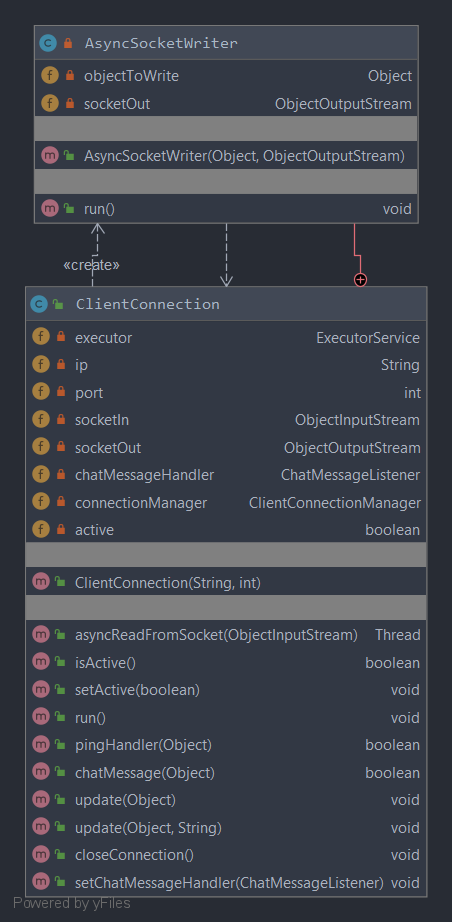 AsyncSocketWriter
objectToWrite Object
socketOut ObjectOutputStream
AsyncSocketWriter(Object, ObjectOutputStream)
run() void
«create»
ClientConnection
executor ExecutorService
ip String
port int
socketIn ObjectInputStream
socketOut ObjectOutputStream
chatMessageHandler ChatMessageListener
connectionManager ClientConnectionManager
active boolean
ClientConnection(String, int)
asyncReadFromSocket(ObjectInputStream) Thread
isActive() boolean
setActive(boolean) void
run() void
pingHandler(Object) boolean
chatMessage(Object) boolean
update(Object) void
update(Object, String) void
closeConnection() void
setChatMessageHandler(ChatMessageListener) void
Powered by yFiles